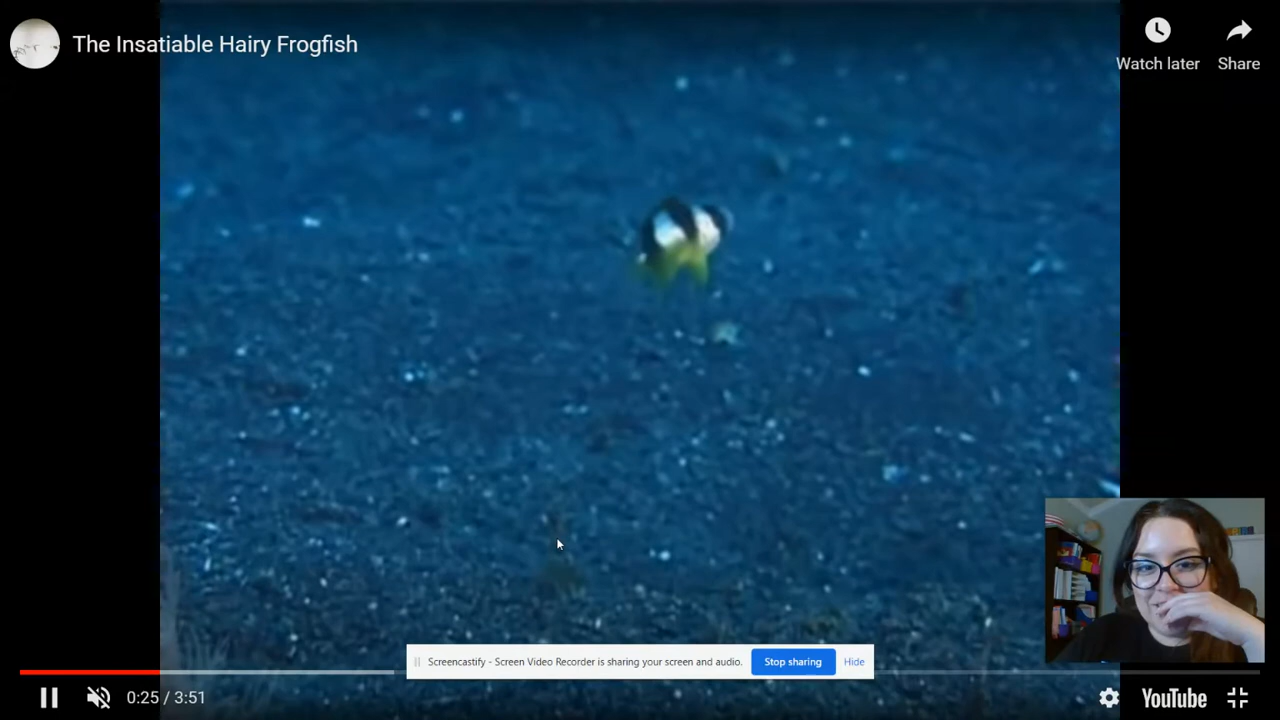 The Insatiable Hairy Frogfish
Watch later
Share
Screencastify - Screen Video Recorder is sharing your screen and audio.
Stop sharing
Hide
0:25 / 3:51
YouTube